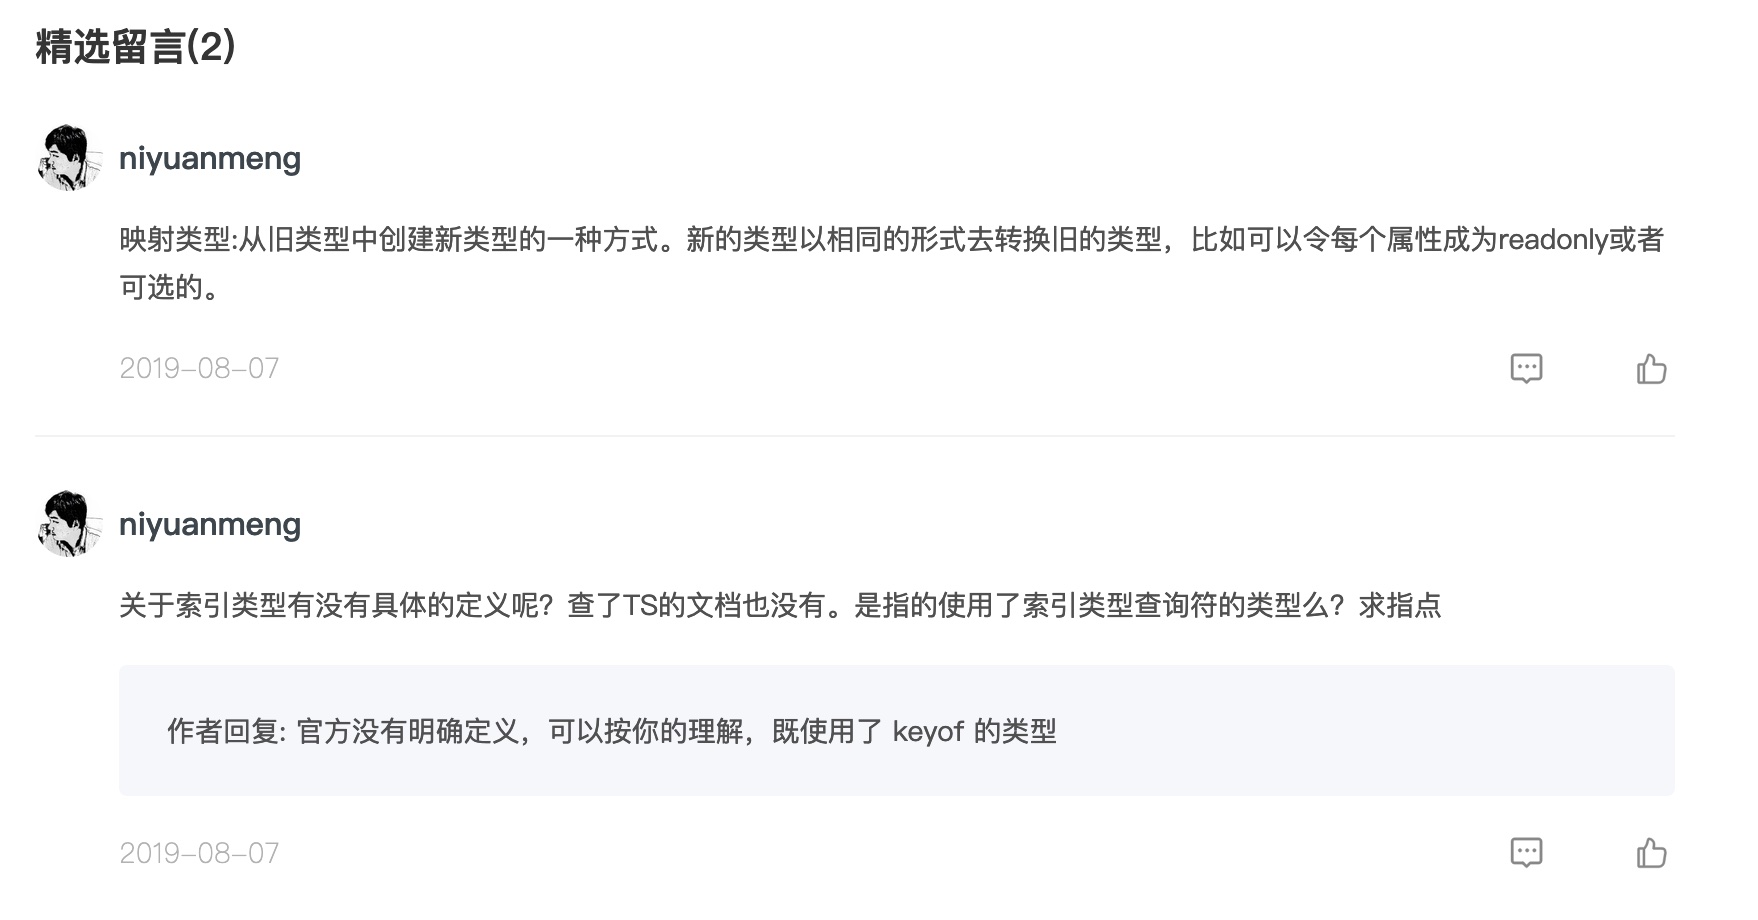 精选留言(2)
niyuanmeng
映射类型:从旧类型中创建新类型的一种方式。新的类型以相同的形式去转换旧的类型，比如可以令每个属性成为readonly或者
可选的。
2019-08-07
niyuanmeng
关于索引类型有没有具体的定义呢？查了TS的文档也没有。是指的使用了索引类型查询符的类型么？求指点
作者回复: 官方没有明确定义，可以按你的理解，既使用了 keyof 的类型
2019-08-07